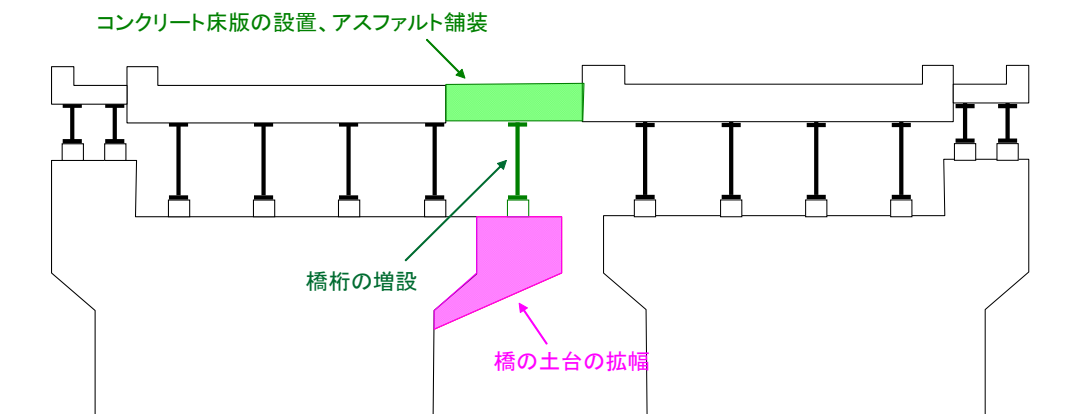 コンクリート床版の設置、アスファルト舗装
橋桁の増設
橋の土台の拡幅